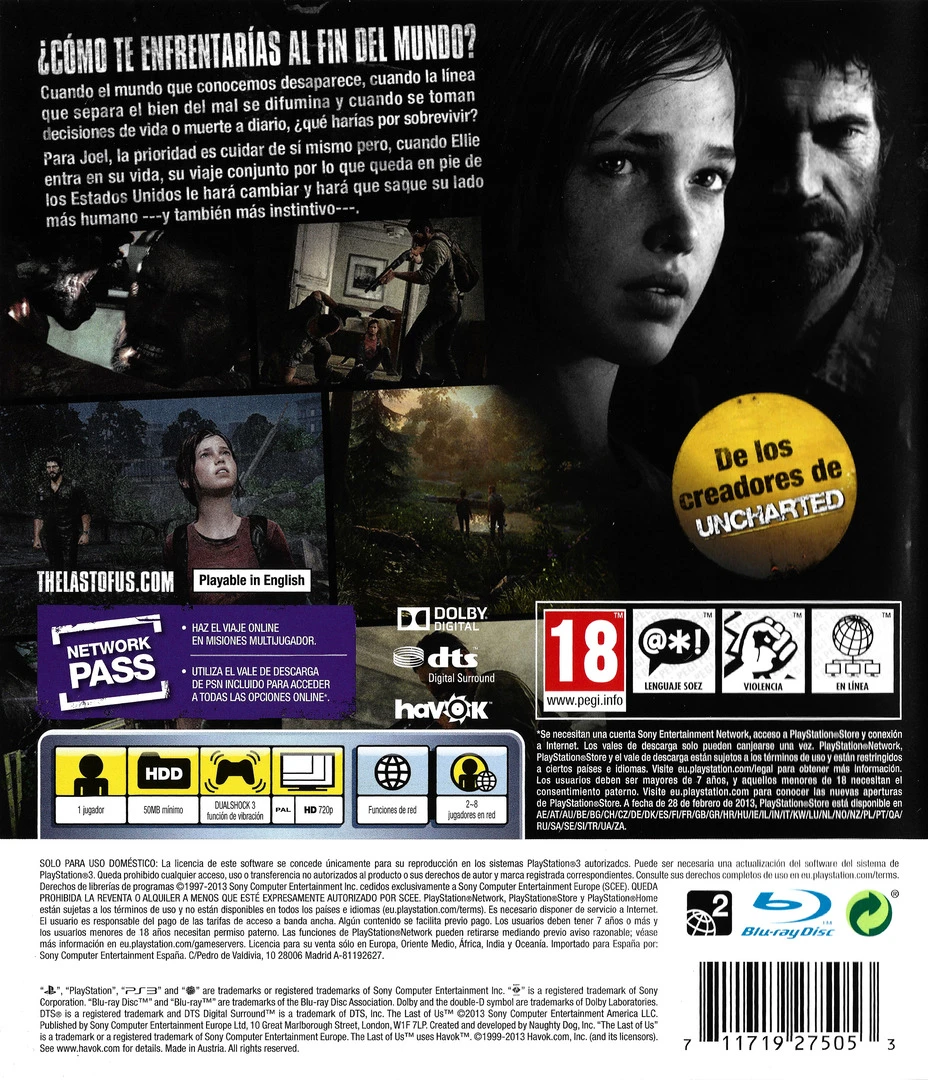 ¿CÓMO TE ENFRENTARÍAS AL FIN DEL MUNDO?
Cuando el mundo que conocemos desaparece, cuando la línea
que separa el bien del mal se difumina y cuando se toman
decisiones de vida o muerte a diario, ¿qué harías por sobrevivir?
Para Joel, la prioridad es cuidar de sí mismo pero, cuando Ellie
entra en su vida, su viaje conjunto por lo que queda en pie de
los Estados Unidos le hará cambiar y hará que saque su lado
más humano ---y también más instintivo---.
De los
creadores de
UNCHARTED
THELASTOFUS.COM
Playable in English
NETWORK
PASS
• HAZ EL VIAJE ONLINE
EN MISIONES MULTIJUGADOR.
• UTILIZA EL VALE DE DESCARGA
DE PSN INCLUIDO PARA ACCEDER
A TODAS LAS OPCIONES ONLINE*.
DOLBY
DIGITAL
dts™
Digital Surround
havok™
18
www.pegi.info
@*!
LENGUAJE SOEZ
VIOLENCIA
EN LÍNEA
*Se necesitan una cuenta Sony Entertainment Network, acceso a PlayStation®Store y conexión
a Internet. Los vales de descarga solo pueden canjearse una vez. PlayStation®Network,
PlayStation®Store y el vale de descarga están sujetos a los términos de uso y están restringidos
a ciertos países e idiomas. Visite eu.playstation.com/legal para obtener más información.
Los usuarios deben ser mayores de 7 años, y aquellos menores de 18 necesitan el
consentimiento paterno. Visite eu.playstation.com para conocer las nuevas aperturas
de PlayStation®Store. A fecha de 28 de febrero de 2013, PlayStation®Store está disponible en
AE/AT/AU/BE/BG/CH/CZ/DE/DK/ES/FI/FR/GB/GR/HR/HU/IE/IL/IN/IT/KW/LU/NL/NO/NZ/PL/PT/QA/
RU/SA/SE/SI/TR/UA/ZA.
1 jugador
HDD
50MB mínimo
DUALSHOCK 3
función de vibración
PAL
HD 720p
Funciones de red
2~8
jugadores en red
SOLO PARA USO DOMÉSTICO: La licencia de este software se concede únicamente para su reproducción en los sistemas PlayStation®3 autorizados. Puede ser necesaria una actualización del software del sistema de
PlayStation®3. Queda prohibido cualquier acceso, uso o transferencia no autorizados al producto o sus derechos de autor y marca registrada correspondientes. Consulte sus derechos completos de uso en eu.playstation.com/terms.
Derechos de librerías de programas ©1997-2013 Sony Computer Entertainment Inc. cedidos exclusivamente a Sony Computer Entertainment Europe (SCEE). QUEDA
PROHIBIDA LA REVENTA O ALQUILER A MENOS QUE ESTÉ EXPRESAMENTE AUTORIZADO POR SCEE. PlayStation®Network, PlayStation®Store y PlayStation®Home
están sujetas a los términos de uso y no están disponibles en todos los países e idiomas (eu.playstation.com/terms). Es necesario disponer de servicio a Internet.
El usuario es responsable del pago de las tarifas de acceso a banda ancha. Algún contenido se facilita previo pago. Los usuarios deben tener 7 años o más y
los usuarios menores de 18 años necesitan permiso paterno. Las funciones de PlayStation®Network pueden retirarse mediando previo aviso razonable; véase
más información en eu.playstation.com/gameservers. Licencia para su venta sólo en Europa, Oriente Medio, África, India y Oceanía. Importado para España por:
Sony Computer Entertainment España. C/Pedro de Valdivia, 10 28006 Madrid A-81192627.
2
Blu-ray Disc
®
" ", "PlayStation", "PS3" and " " are trademarks or registered trademarks of Sony Computer Entertainment Inc. " " is a registered trademark of Sony
Corporation. "Blu-ray Disc™" and "Blu-ray™" are trademarks of the Blu-ray Disc Association. Dolby and the double-D symbol are trademarks of Dolby Laboratories.
DTS® is a registered trademark and DTS Digital Surround™ is a trademark of DTS, Inc. The Last of Us™ ©2013 Sony Computer Entertainment America LLC.
Published by Sony Computer Entertainment Europe Ltd, 10 Great Marlborough Street, London, W1F 7LP. Created and developed by Naughty Dog, Inc. "The Last of Us"
is a trademark or a registered trademark of Sony Computer Entertainment Europe. The Last of Us™ uses Havok™. ©1999-2013 Havok.com, Inc. (and its licensors).
See www.havok.com for details. Made in Austria. All rights reserved.
7 11719 27505 3